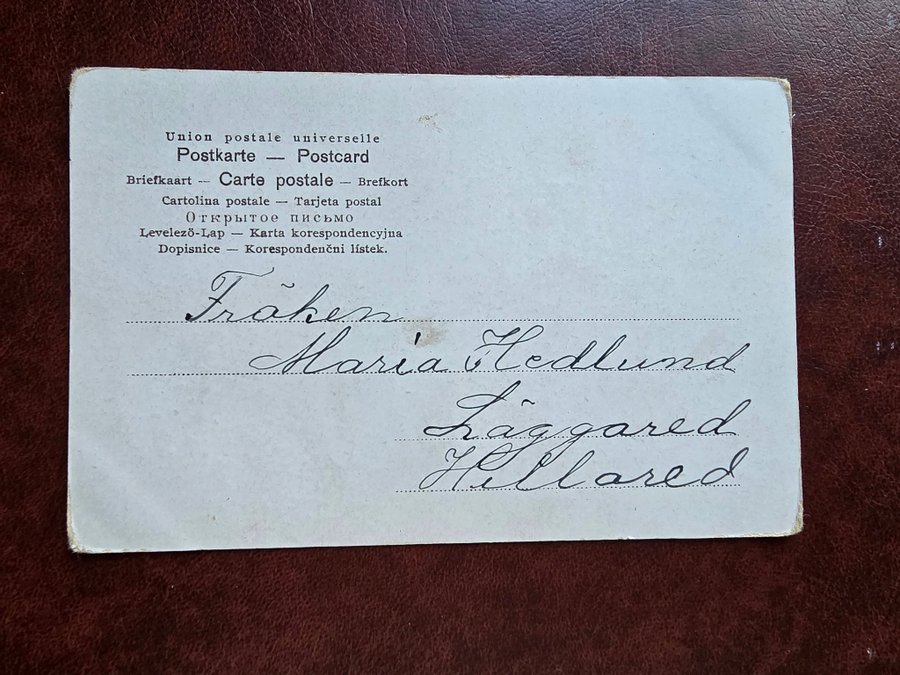 Union postale universelle
Postkarte — Postcard
Briefkaart — Carte postale — Brefkort
Cartolina postale — Tarjeta postal
Открытое письмо
Levelező-Lap — Karta korespondencyjna
Dopisnice — Korespondenční lístek.
Fröken
Maria Hedlund
Läggared
Hillared